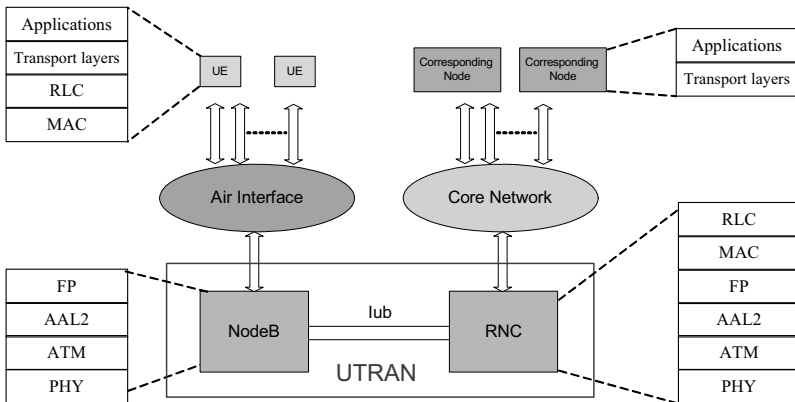 Applications
Transport layers
RLC
MAC
UE
UE
Corresponding
Node
Corresponding
Node
Applications
Transport layers
Air Interface
Core Network
FP
AAL2
ATM
PHY
NodeB
Iub
RNC
UTRAN
RLC
MAC
FP
AAL2
ATM
PHY